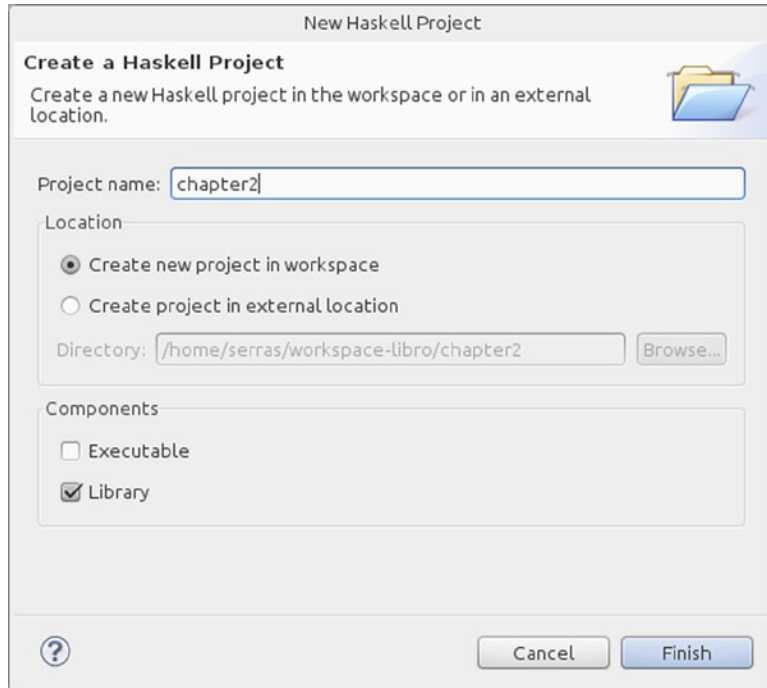 New Haskell Project
Create a Haskell Project
Create a new Haskell project in the workspace or in an external
location.
Project name: chapter2
Location
Create new project in workspace
Create project in external location
Directory: /home/serras/workspace-libro/chapter2 Browse...
Components
Executable
Library
? Cancel Finish